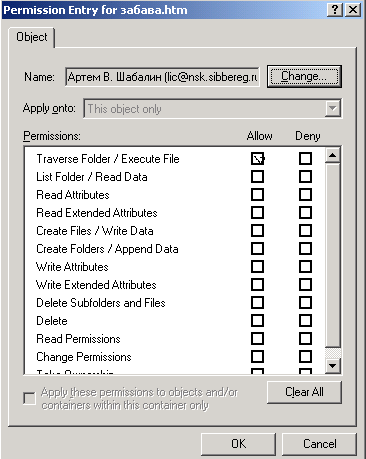 Permission Entry for забава.htm
Object
Name: Артем В. Шабалин (lic@nsk.sibbereg.ru Change...
Apply onto: This object only
Permissions: Allow Deny
Traverse Folder / Execute File
List Folder / Read Data
Read Attributes
Read Extended Attributes
Create Files / Write Data
Create Folders / Append Data
Write Attributes
Write Extended Attributes
Delete Subfolders and Files
Delete
Read Permissions
Change Permissions
Take Ownership
Apply these permissions to objects and/or
containers within this container only
Clear All
OK Cancel